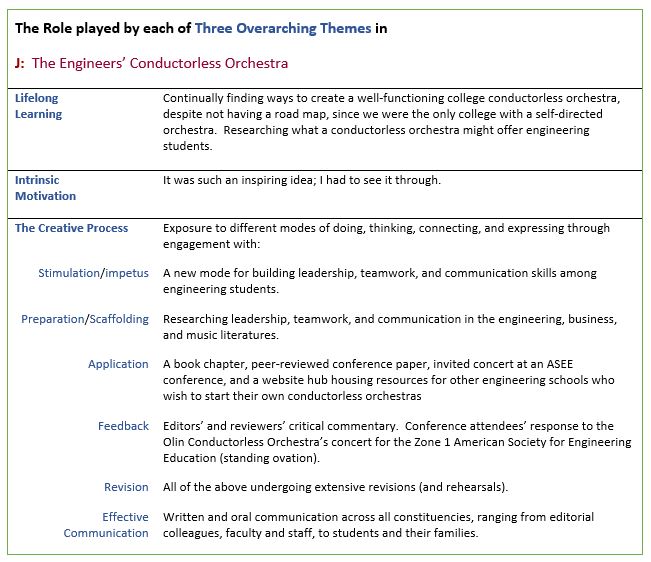 The Role played by each of Three Overarching Themes in
J: The Engineers’ Conductorless Orchestra
Lifelong
Learning
Continually finding ways to create a well-functioning college conductorless orchestra,
despite not having a road map, since we were the only college with a self-directed
orchestra. Researching what a conductorless orchestra might offer engineering
students.
Intrinsic
Motivation
It was such an inspiring idea; I had to see it through.
The Creative Process
Exposure to different modes of doing, thinking, connecting, and expressing through
engagement with:
Stimulation/impetus
A new mode for building leadership, teamwork, and communication skills among
engineering students.
Preparation/Scaffolding
Researching leadership, teamwork, and communication in the engineering, business,
and music literatures.
Application
A book chapter, peer-reviewed conference paper, invited concert at an ASEE
conference, and a website hub housing resources for other engineering schools who
wish to start their own conductorless orchestras
Feedback
Editors’ and reviewers’ critical commentary. Conference attendees’ response to the
Olin Conductorless Orchestra’s concert for the Zone 1 American Society for Engineering
Education (standing ovation).
Revision
All of the above undergoing extensive revisions (and rehearsals).
Effective
Communication
Written and oral communication across all constituencies, ranging from editorial
colleagues, faculty and staff, to students and their families.